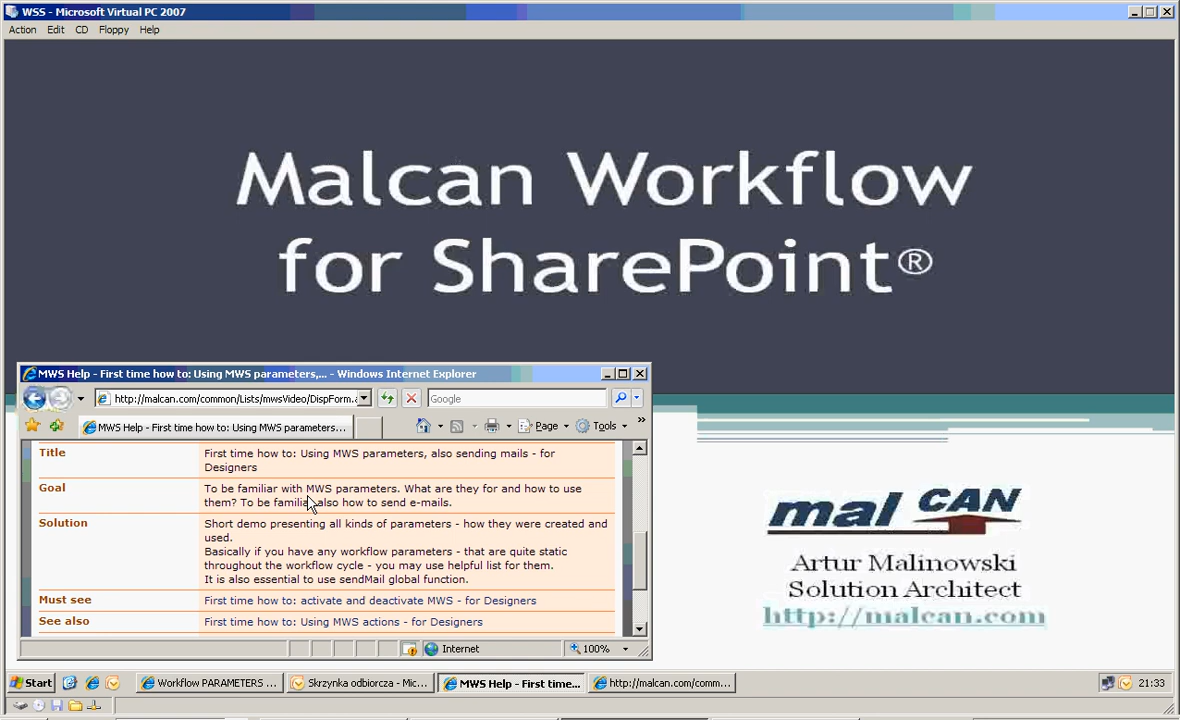 WSS - Microsoft Virtual PC 2007
Action Edit CD Floppy Help
Malcan Workflow
for SharePoint®
MWS Help - First time how to: Using MWS parameters,... - Windows Internet Explorer
http://malcan.com/common/Lists/mwsVideo/DispForm.a
Google
MWS Help - First time how to: Using MWS parameters...
Page Tools »
Title First time how to: Using MWS parameters, also sending mails - for
Designers
Goal To be familiar with MWS parameters. What are they for and how to use
them? To be familiar also how to send e-mails.
Solution Short demo presenting all kinds of parameters - how they were created and
used.
Basically if you have any workflow parameters - that are quite static
throughout the workflow cycle - you may use helpful list for them.
It is also essential to use sendMail global function.
Must see First time how to: activate and deactivate MWS - for Designers
See also First time how to: Using MWS actions - for Designers
Internet 100%
mal CAN
Artur Malinowski
Solution Architect
http://malcan.com
Start Workflow PARAMETERS ... Skrzynka odbiorcza - Mic... MWS Help - First time... http://malcan.com/comm... 21:33